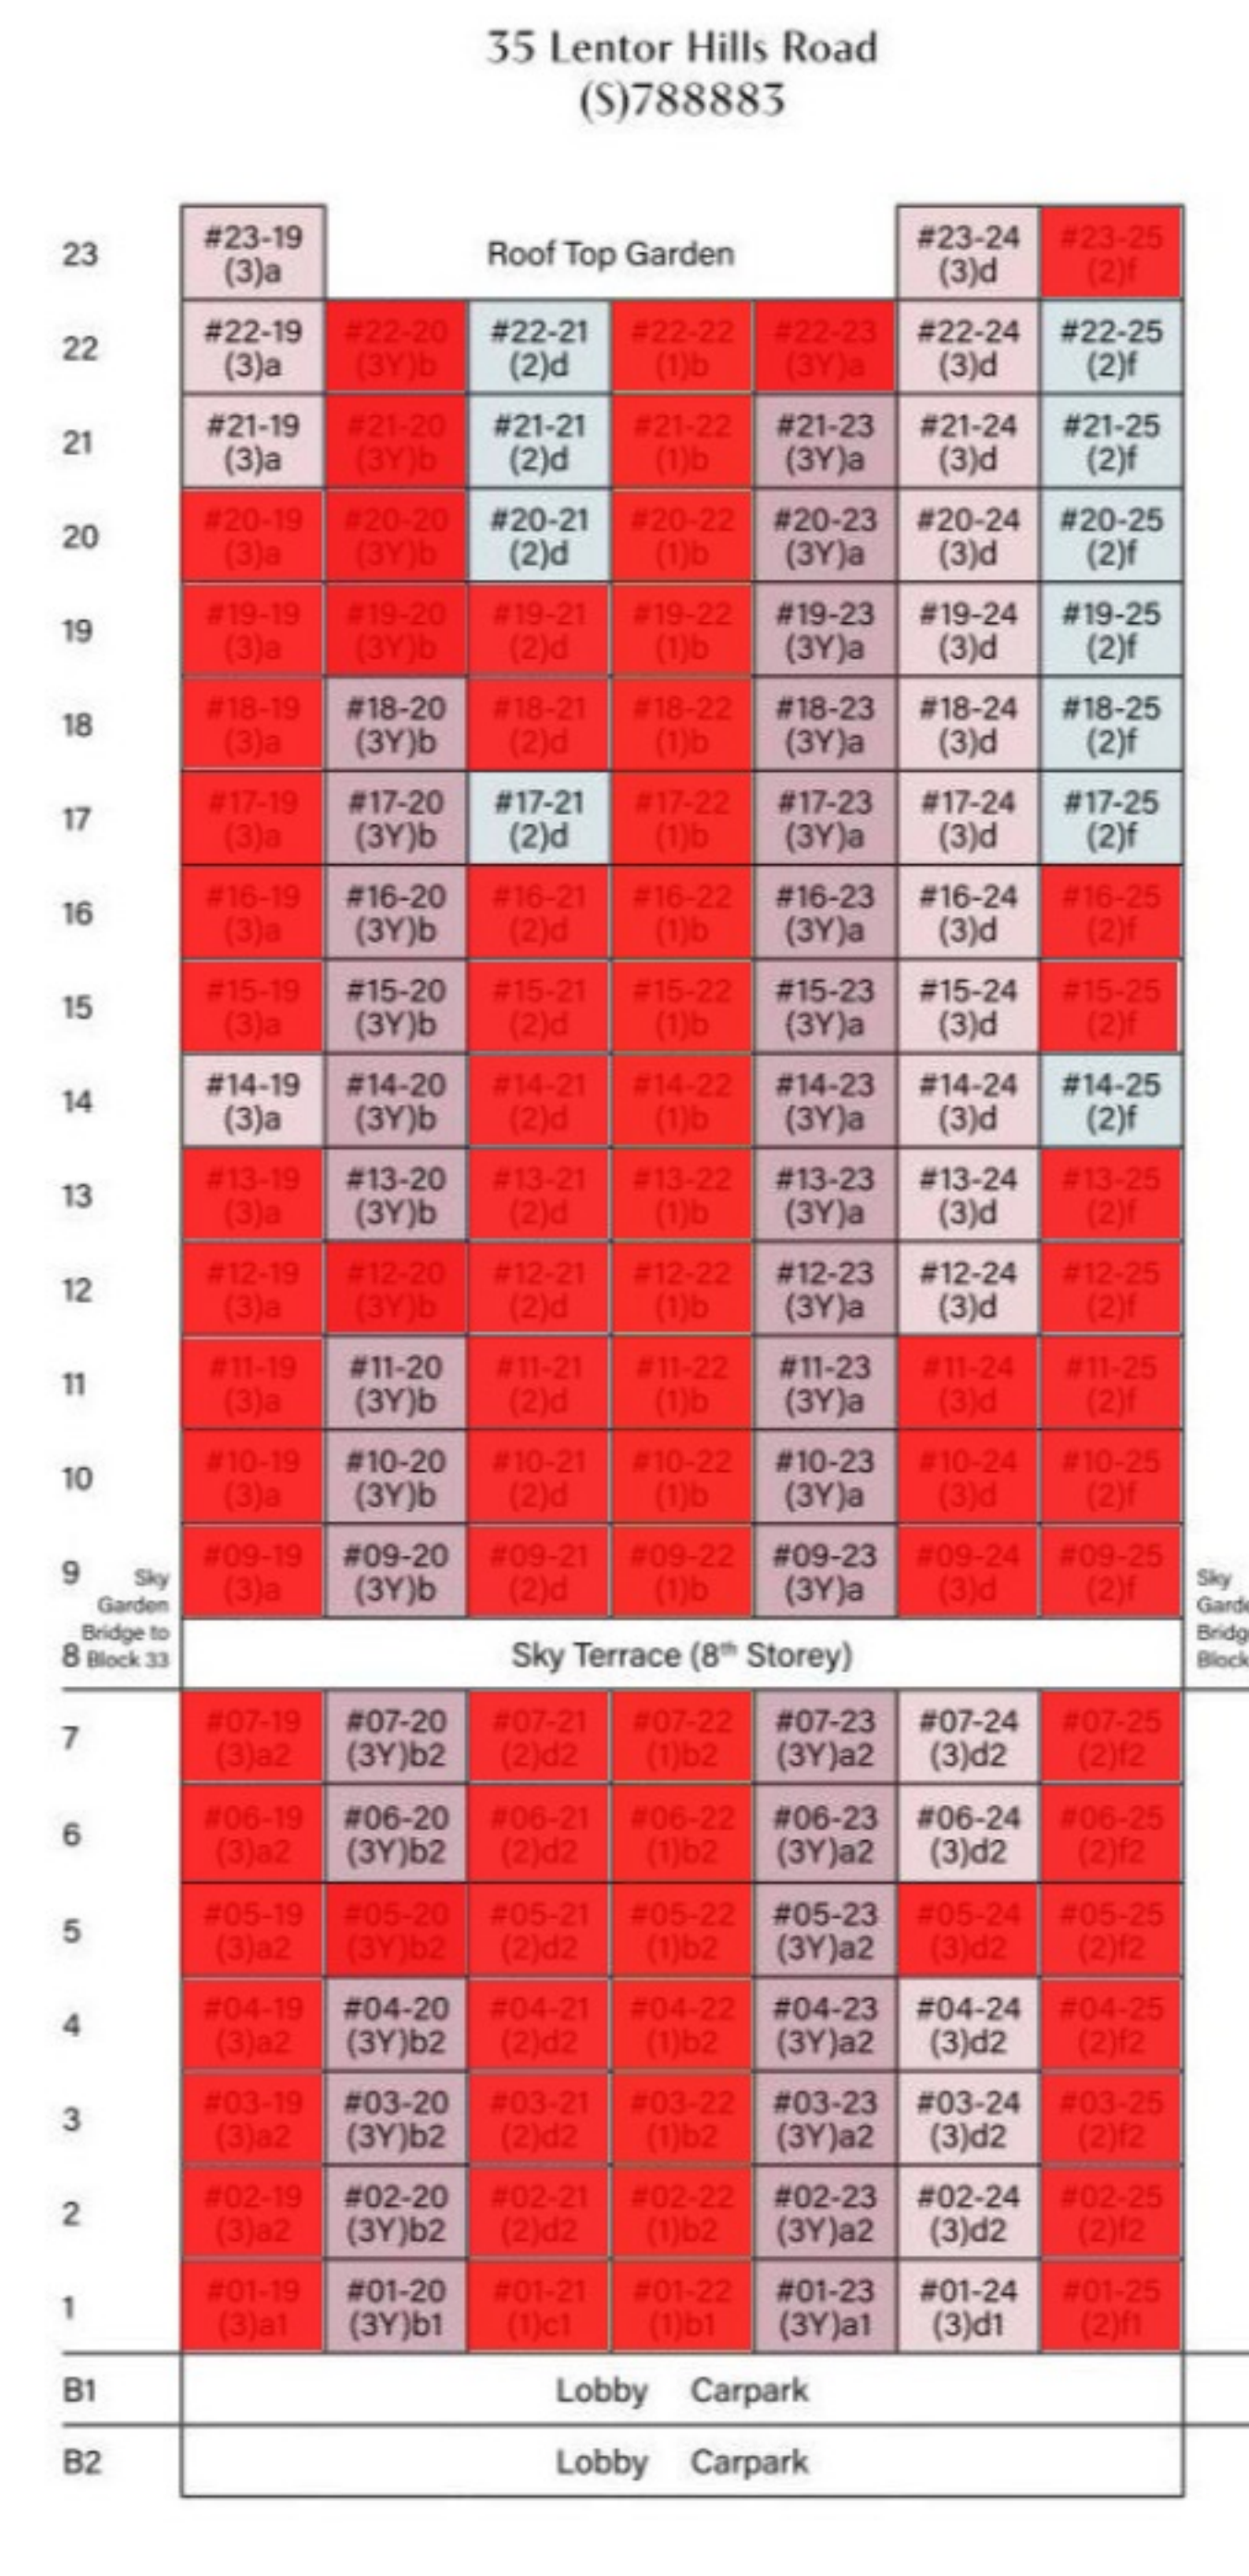 35 Lentor Hills Road
(S)788883
23 #23-19 Roof Top Garden #23-24 #23-25
(3)a (3)d (2)f
22 #22-19 #22-20 #22-21 #22-22 #22-23 #22-24 #22-25
(3)a (3Y)b (2)d (1)b (3Y)a (3)d (2)f
21 #21-19 #21-20 #21-21 #21-22 #21-23 #21-24 #21-25
(3)a (3Y)b (2)d (1)b (3Y)a (3)d (2)f
20 #20-19 #20-20 #20-21 #20-22 #20-23 #20-24 #20-25
(3)a (3Y)b (2)d (1)b (3Y)a (3)d (2)f
19 #19-19 #19-20 #19-21 #19-22 #19-23 #19-24 #19-25
(3)a (3Y)b (2)d (1)b (3Y)a (3)d (2)f
18 #18-19 #18-20 #18-21 #18-22 #18-23 #18-24 #18-25
(3)a (3Y)b (2)d (1)b (3Y)a (3)d (2)f
17 #17-19 #17-20 #17-21 #17-22 #17-23 #17-24 #17-25
(3)a (3Y)b (2)d (1)b (3Y)a (3)d (2)f
16 #16-19 #16-20 #16-21 #16-22 #16-23 #16-24 #16-25
(3)a (3Y)b (2)d (1)b (3Y)a (3)d (2)f
15 #15-19 #15-20 #15-21 #15-22 #15-23 #15-24 #15-25
(3)a (3Y)b (2)d (1)b (3Y)a (3)d (2)f
14 #14-19 #14-20 #14-21 #14-22 #14-23 #14-24 #14-25
(3)a (3Y)b (2)d (1)b (3Y)a (3)d (2)f
13 #13-19 #13-20 #13-21 #13-22 #13-23 #13-24 #13-25
(3)a (3Y)b (2)d (1)b (3Y)a (3)d (2)f
12 #12-19 #12-20 #12-21 #12-22 #12-23 #12-24 #12-25
(3)a (3Y)b (2)d (1)b (3Y)a (3)d (2)f
11 #11-19 #11-20 #11-21 #11-22 #11-23 #11-24 #11-25
(3)a (3Y)b (2)d (1)b (3Y)a (3)d (2)f
10 #10-19 #10-20 #10-21 #10-22 #10-23 #10-24 #10-25
(3)a (3Y)b (2)d (1)b (3Y)a (3)d (2)f
9 #09-19 #09-20 #09-21 #09-22 #09-23 #09-24 #09-25
(3)a (3Y)b (2)d (1)b (3Y)a (3)d (2)f
Sky Sky
Garden Garde
Bridge to Bridg
8 Block 33 Sky Terrace (8th Storey) Block
7 #07-19 #07-20 #07-21 #07-22 #07-23 #07-24 #07-25
(3)a2 (3Y)b2 (2)d2 (1)b2 (3Y)a2 (3)d2 (2)f2
6 #06-19 #06-20 #06-21 #06-22 #06-23 #06-24 #06-25
(3)a2 (3Y)b2 (2)d2 (1)b2 (3Y)a2 (3)d2 (2)f2
5 #05-19 #05-20 #05-21 #05-22 #05-23 #05-24 #05-25
(3)a2 (3Y)b2 (2)d2 (1)b2 (3Y)a2 (3)d2 (2)f2
4 #04-19 #04-20 #04-21 #04-22 #04-23 #04-24 #04-25
(3)a2 (3Y)b2 (2)d2 (1)b2 (3Y)a2 (3)d2 (2)f2
3 #03-19 #03-20 #03-21 #03-22 #03-23 #03-24 #03-25
(3)a2 (3Y)b2 (2)d2 (1)b2 (3Y)a2 (3)d2 (2)f2
2 #02-19 #02-20 #02-21 #02-22 #02-23 #02-24 #02-25
(3)a2 (3Y)b2 (2)d2 (1)b2 (3Y)a2 (3)d2 (2)f2
1 #01-19 #01-20 #01-21 #01-22 #01-23 #01-24 #01-25
(3)a1 (3Y)b1 (1)c1 (1)b1 (3Y)a1 (3)d1 (2)f1
B1 Lobby Carpark
B2 Lobby Carpark